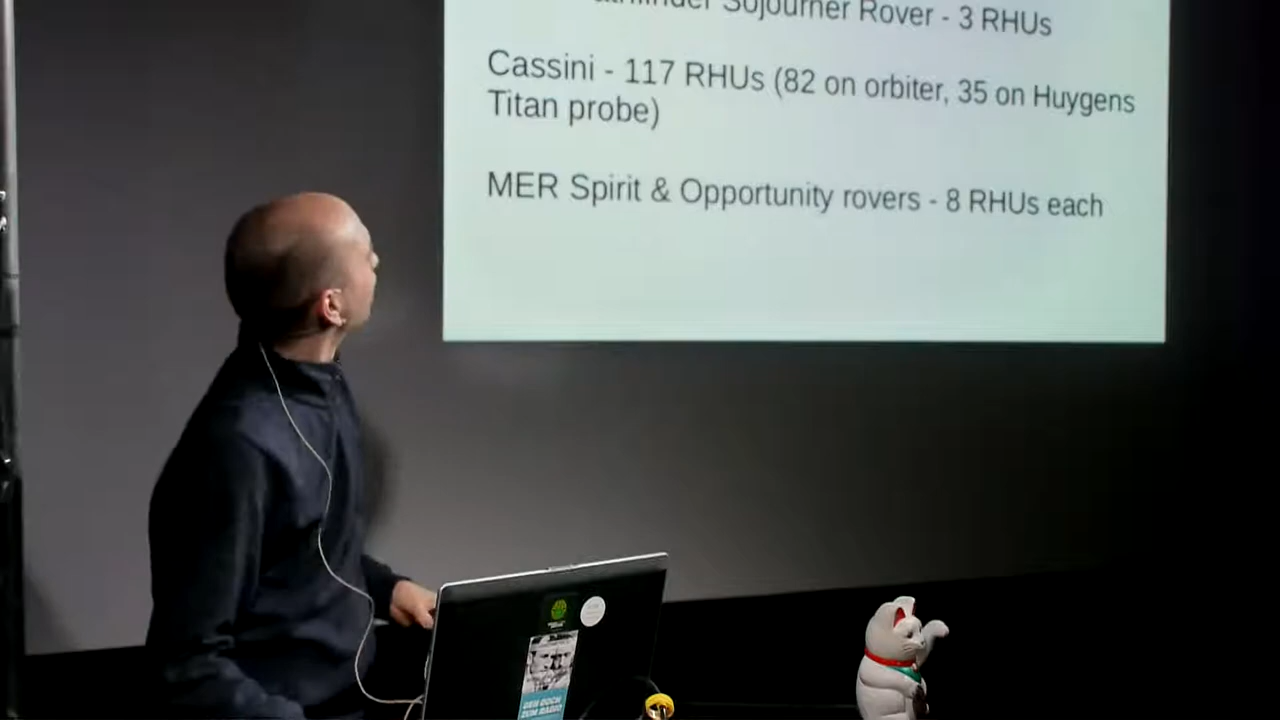 Sojourner Rover - 3 RHUs
Cassini - 117 RHUs (82 on orbiter, 35 on Huygens
Titan probe)
MER Spirit & Opportunity rovers - 8 RHUs each